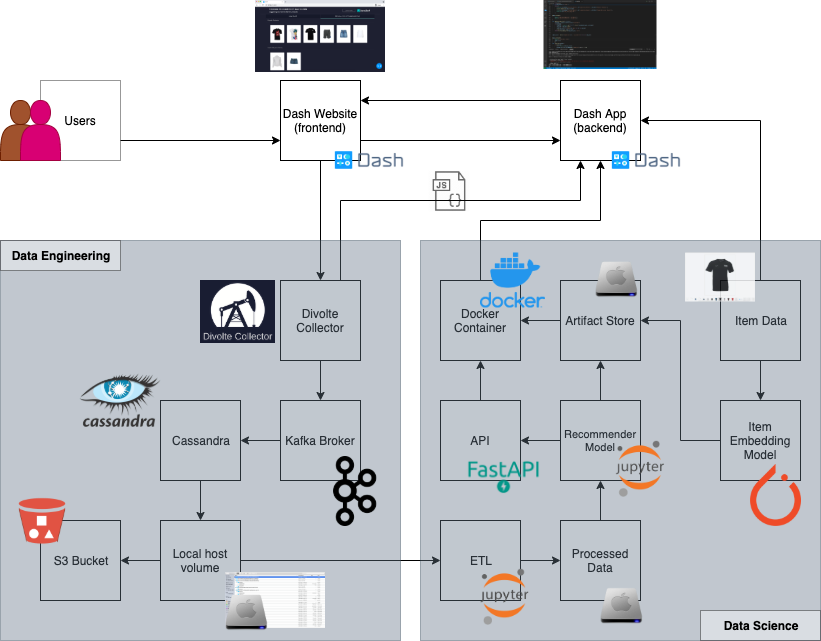 Users
Dash Website
(frontend)
Dash
Dash App
(backend)
Dash
JS
{}
Data Engineering
Divolte Collector
Divolte
Collector
docker
Docker
Container
Artifact Store
Item Data
cassandra
Cassandra
Kafka Broker
API
FastAPI
Recommender
Model
jupyter
Item
Embedding
Model
S3 Bucket
Local host
volume
ETL
jupyter
Processed
Data
Data Science